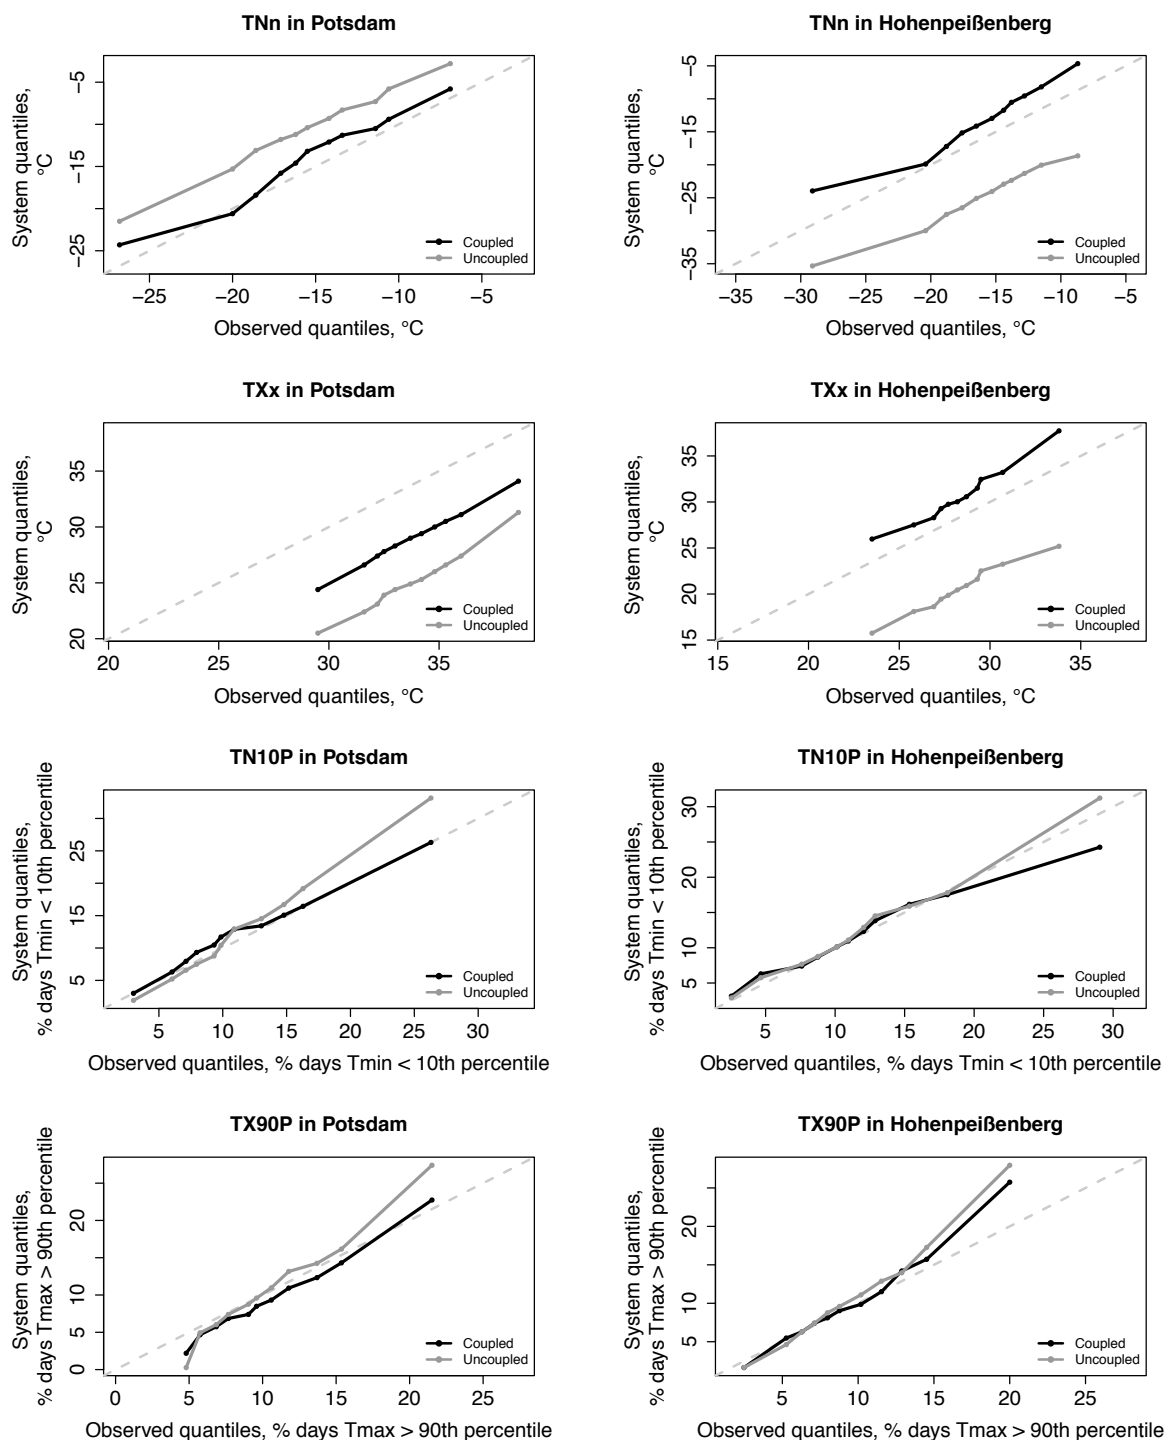 TNn in Potsdam
System quantiles,
°C
−5
−15
−25
Coupled
Uncoupled
−25 −20 −15 −10 −5
Observed quantiles, °C
TNn in Hohenpeißenberg
System quantiles,
°C
−5
−15
−25
−35
Coupled
Uncoupled
−35 −30 −25 −20 −15 −10 −5
Observed quantiles, °C
TXx in Potsdam
System quantiles,
°C
35
30
25
20
Coupled
Uncoupled
20 25 30 35
Observed quantiles, °C
TXx in Hohenpeißenberg
System quantiles,
°C
35
30
25
20
15
Coupled
Uncoupled
15 20 25 30 35
Observed quantiles, °C
TN10P in Potsdam
System quantiles,
% days Tmin < 10th percentile
25
15
5
Coupled
Uncoupled
5 10 15 20 25 30
Observed quantiles, % days Tmin < 10th percentile
TN10P in Hohenpeißenberg
System quantiles,
% days Tmin < 10th percentile
30
20
10
5
Coupled
Uncoupled
5 10 15 20 25 30
Observed quantiles, % days Tmin < 10th percentile
TX90P in Potsdam
System quantiles,
% days Tmax > 90th percentile
20
10
5
0
Coupled
Uncoupled
0 5 10 15 20 25
Observed quantiles, % days Tmax > 90th percentile
TX90P in Hohenpeißenberg
System quantiles,
% days Tmax > 90th percentile
20
10
5
Coupled
Uncoupled
5 10 15 20 25
Observed quantiles, % days Tmax > 90th percentile